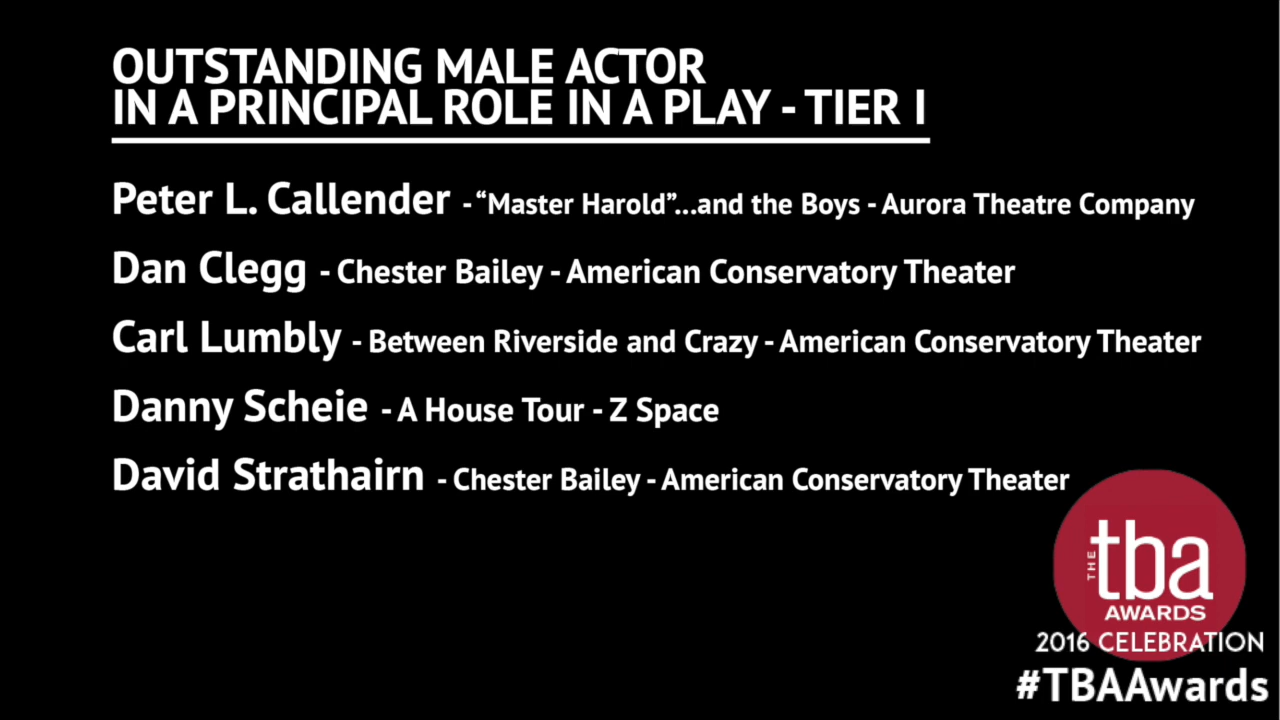 OUTSTANDING MALE ACTOR
IN A PRINCIPAL ROLE IN A PLAY - TIER I
Peter L. Callender - “Master Harold”...and the Boys - Aurora Theatre Company
Dan Clegg - Chester Bailey - American Conservatory Theater
Carl Lumbly - Between Riverside and Crazy - American Conservatory Theater
Danny Scheie - A House Tour - Z Space
David Strathairn - Chester Bailey - American Conservatory Theater
THE tba
AWARDS
2016 CELEBRATION
#TBAAwards